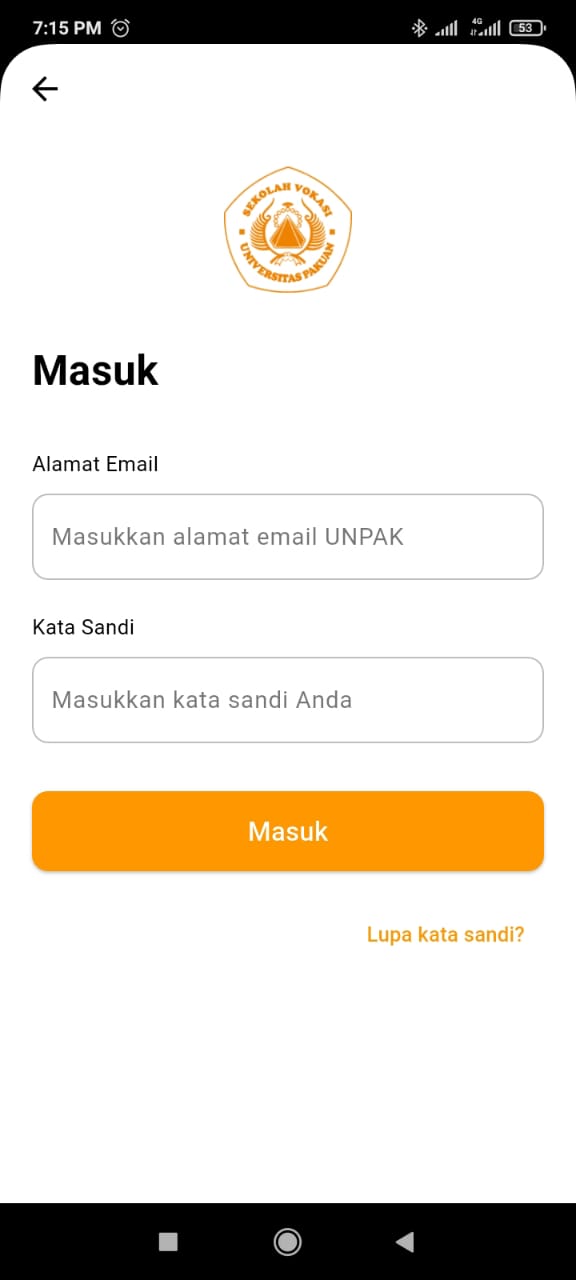 7:15 PM
4G
53
SEKOLAH VOKASI
UNIVERSITAS PAKUAN
Masuk
Alamat Email
Masukkan alamat email UNPAK
Kata Sandi
Masukkan kata sandi Anda
Masuk
Lupa kata sandi?